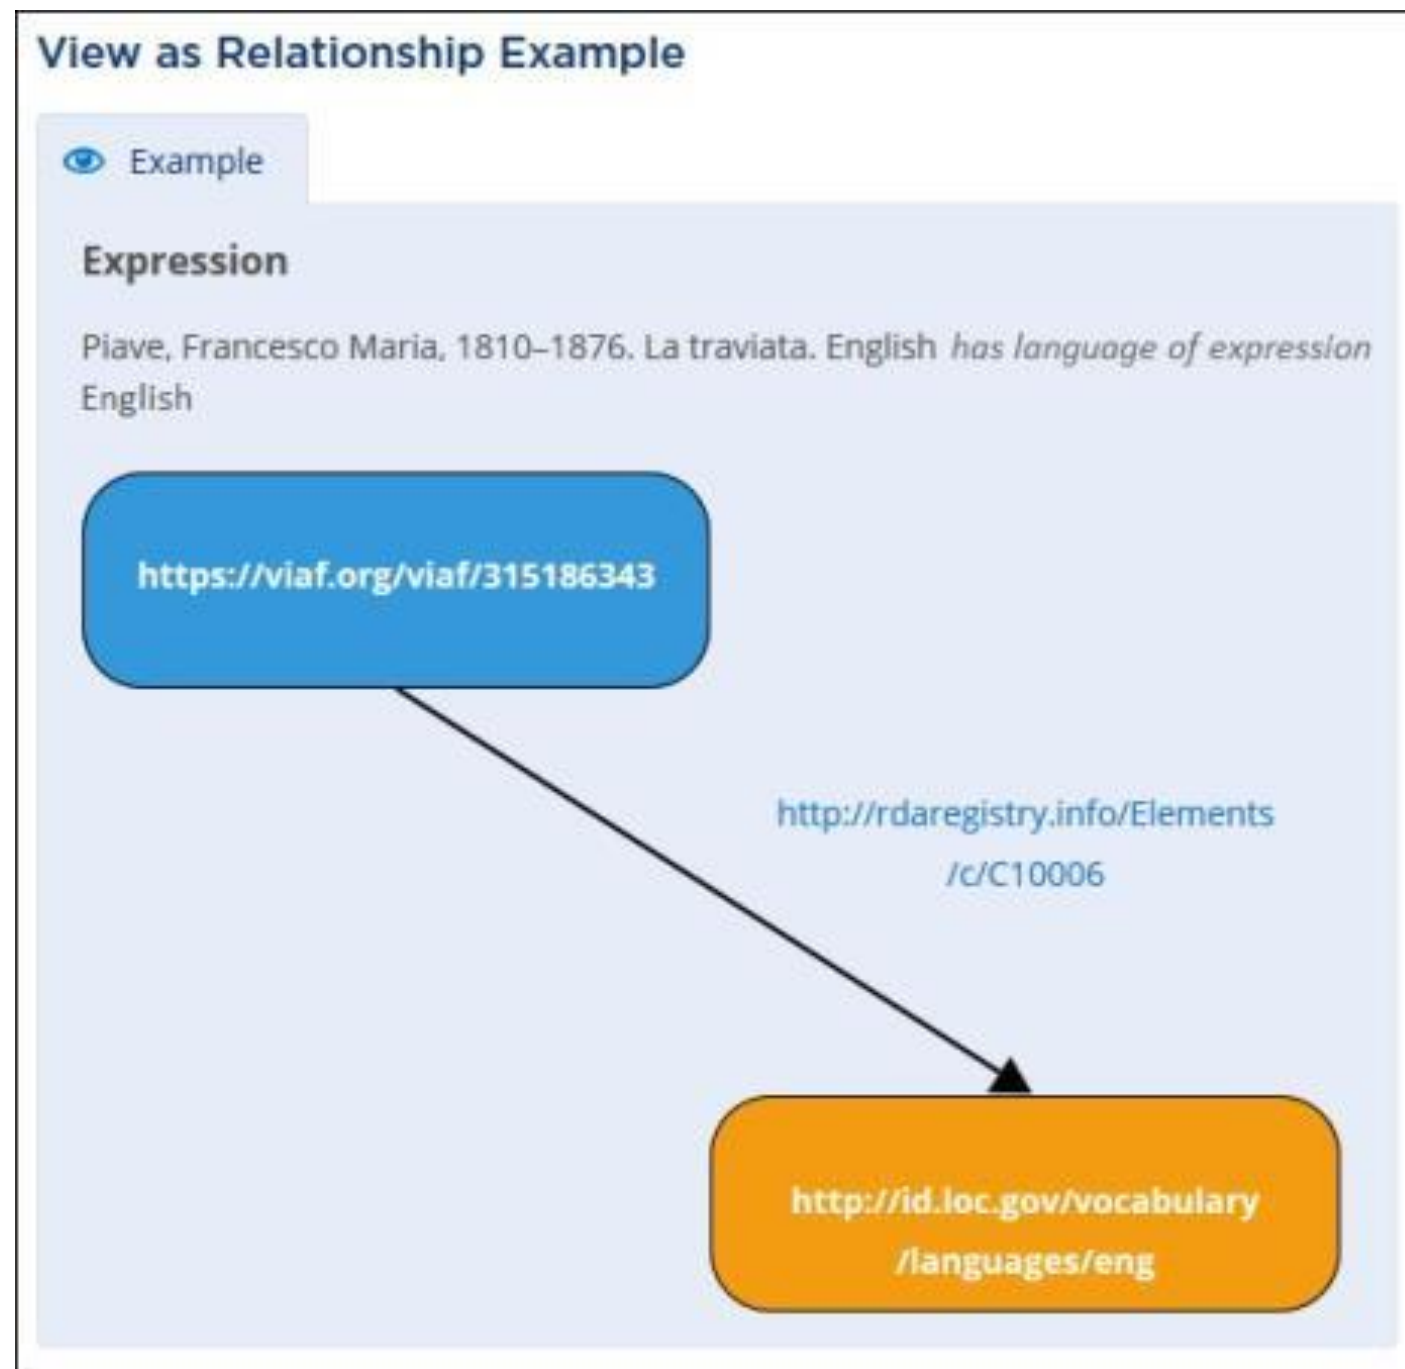 View as Relationship Example
Example
Expression
Piave, Francesco Maria, 1810–1876. La traviata. English has language of expression
English
https://viaf.org/viaf/315186343
http://rdaregistry.info/Elements
/c/C10006
http://id.loc.gov/vocabulary
/languages/eng